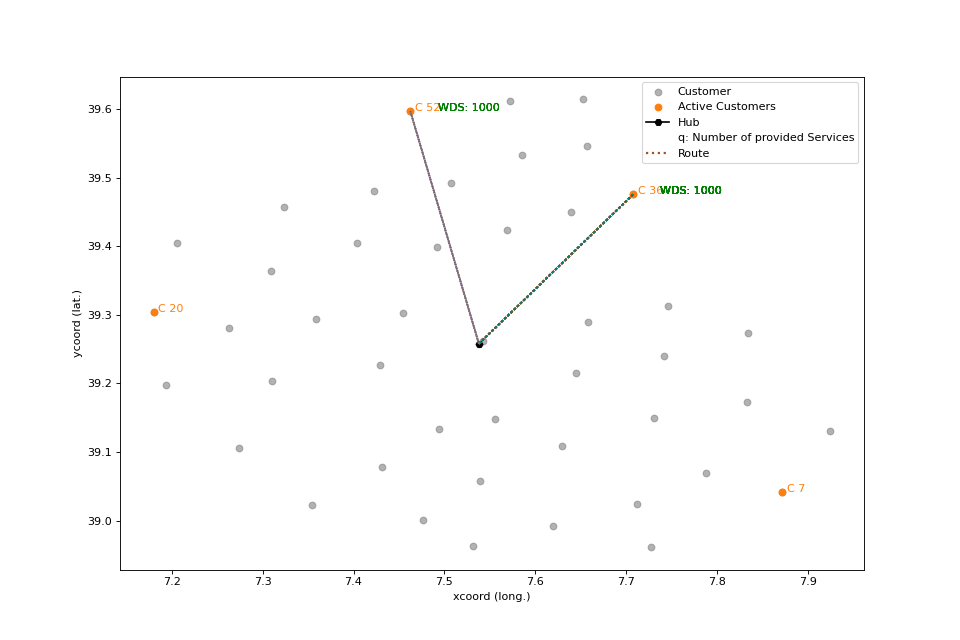 39.6
39.5
39.4
39.3
39.2
39.1
39.0
7.2 7.3 7.4 7.5 7.6 7.7 7.8 7.9
xcoord (long.)
ycoord (lat.)
Customer
Active Customers
Hub
q: Number of provided Services
Route
C 52 WDS: 1000
C 36 WDS: 1000
C 20
C 7